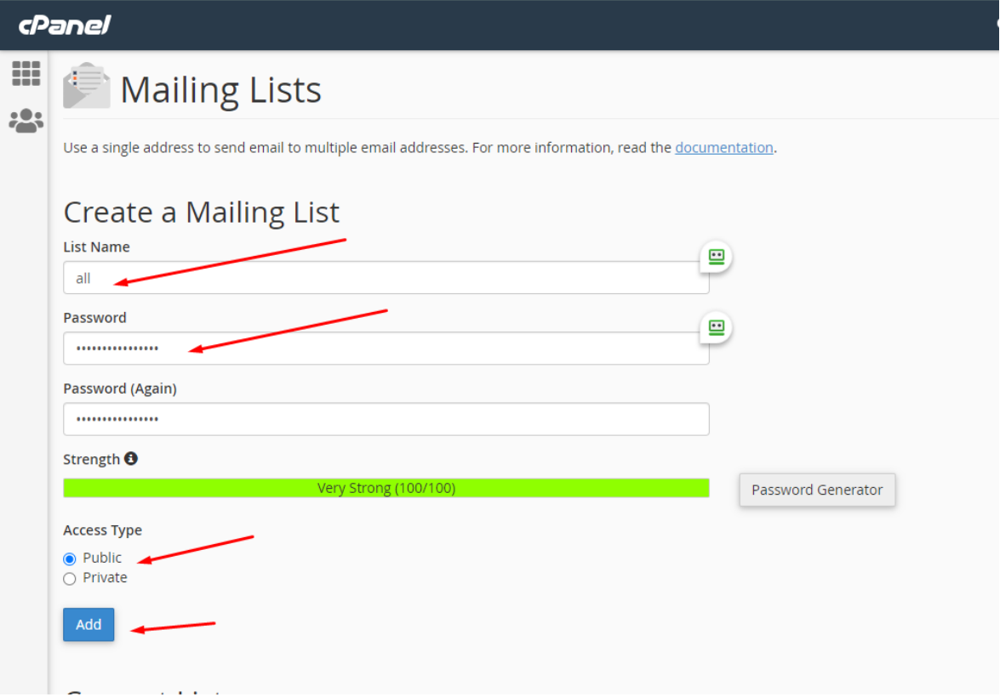 cPanel
Mailing Lists
Use a single address to send email to multiple email addresses. For more information, read the documentation.
Create a Mailing List
List Name
all
Password
••••••••••••••••
Password (Again)
••••••••••••••••
Strength
Very Strong (100/100)
Password Generator
Access Type
Public
Private
Add